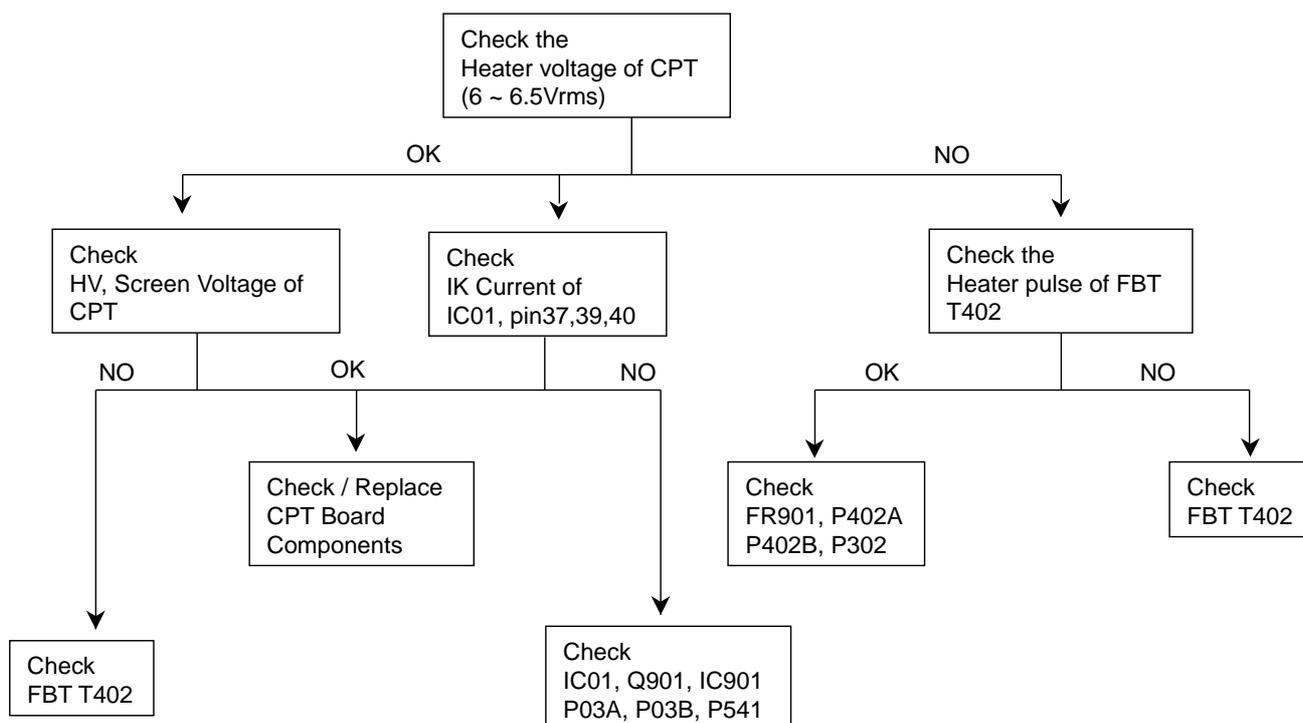 Check the
Heater voltage of CPT
(6 ~ 6.5Vrms)
OK
NO
Check
HV, Screen Voltage of
CPT
Check
IK Current of
IC01, pin37,39,40
Check the
Heater pulse of FBT
T402
NO
OK
NO
OK
NO
Check / Replace
CPT Board
Components
Check
FR901, P402A
P402B, P302
Check
FBT T402
Check
FBT T402
Check
IC01, Q901, IC901
P03A, P03B, P541